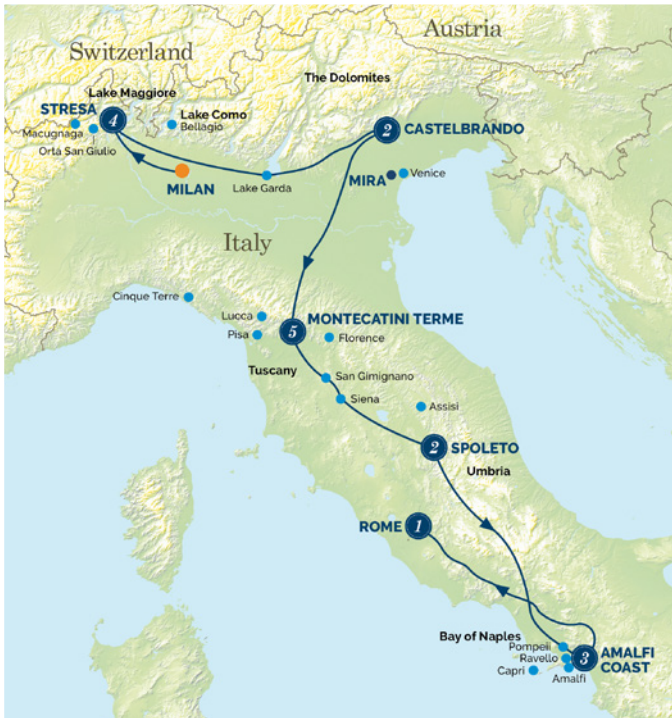 Austria
Switzerland
The Dolomites
Lake Maggiore
STRESA
4
Lake Como
Bellagio
Macugnaga
Orta San Giulio
2
CASTELBRANDO
MILAN
Lake Garda
MIRA
Venice
Italy
Cinque Terre
Lucca
Pisa
5
MONTECATINI TERME
Florence
Tuscany
San Gimignano
Siena
Assisi
2
SPOLETO
Umbria
ROME
1
Bay of Naples
Pompeii
Ravello
Capri
Amalfi
3
AMALFI
COAST